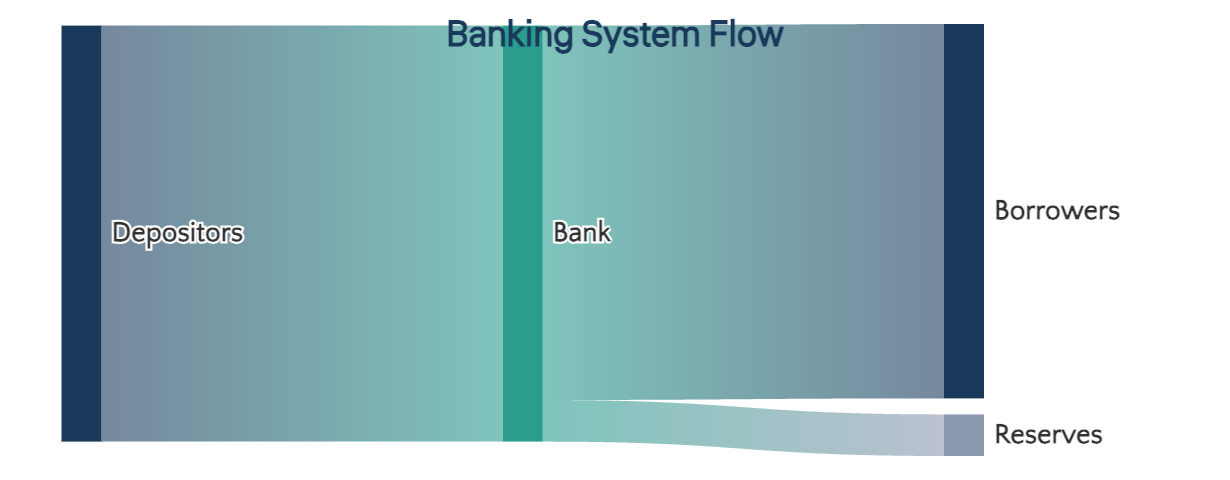 Banking System Flow
Depositors
Bank
Borrowers
Reserves